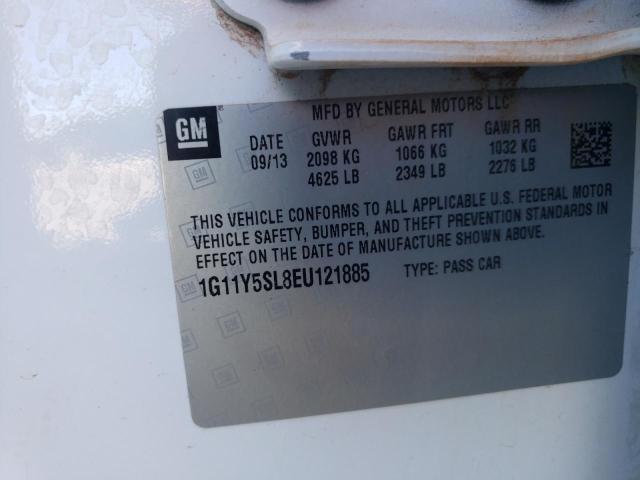 MFD BY GENERAL MOTORS LLC
GM
DATE GVWR GAWR FRT GAWR RR
09/13 2098 KG 1066 KG 1032 KG
4625 LB 2349 LB 2276 LB
THIS VEHICLE CONFORMS TO ALL APPLICABLE U.S. FEDERAL MOTOR
VEHICLE SAFETY, BUMPER, AND THEFT PREVENTION STANDARDS IN
EFFECT ON THE DATE OF MANUFACTURE SHOWN ABOVE.
1G11Y5SL8EU121885 TYPE: PASS CAR